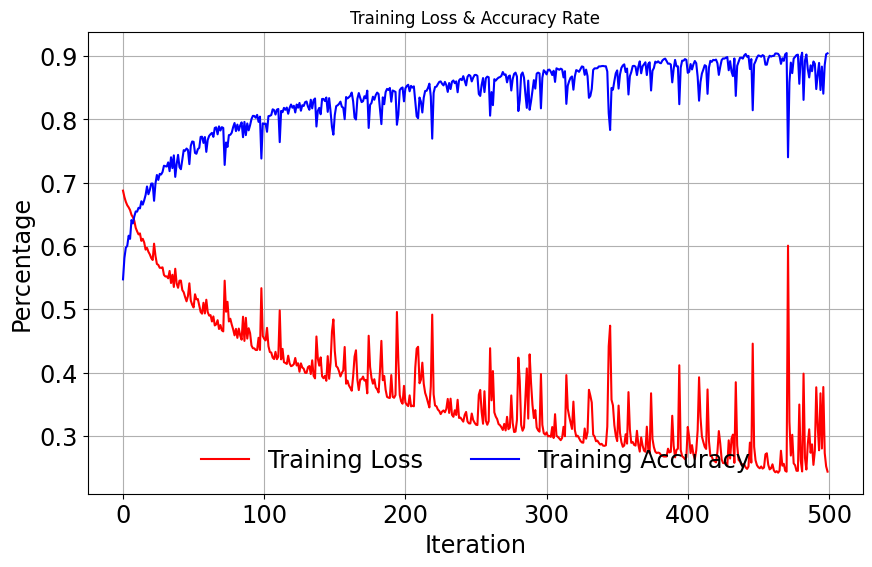 Training Loss & Accuracy Rate
Percentage
0.9
0.8
0.7
0.6
0.5
0.4
0.3
Training Loss
Training Accuracy
0 100 200 300 400 500
Iteration